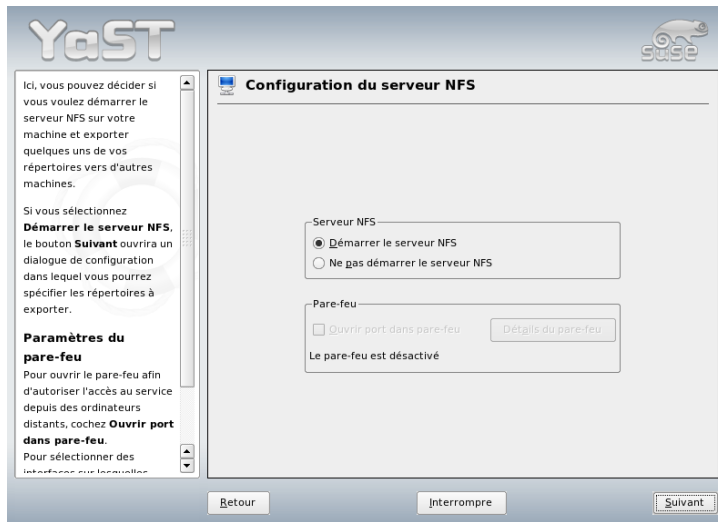 YaST
SUSE
Ici, vous pouvez décider si
vous voulez démarrer le
serveur NFS sur votre
machine et exporter
quelques uns de vos
répertoires vers d'autres
machines.
Si vous sélectionnez
Démarrer le serveur NFS,
le bouton Suivant ouvrira un
dialogue de configuration
dans lequel vous pourrez
spécifier les répertoires à
exporter.
Paramètres du
pare-feu
Pour ouvrir le pare-feu afin
d'autoriser l'accès au service
depuis des ordinateurs
distants, cochez Ouvrir port
dans pare-feu.
Pour sélectionner des
interfaces sur lesquelles
Configuration du serveur NFS
Serveur NFS
Démarrer le serveur NFS
Ne pas démarrer le serveur NFS
Pare-feu
Ouvrir port dans pare-feu
Détails du pare-feu
Le pare-feu est désactivé
Retour
Interrompre
Suivant